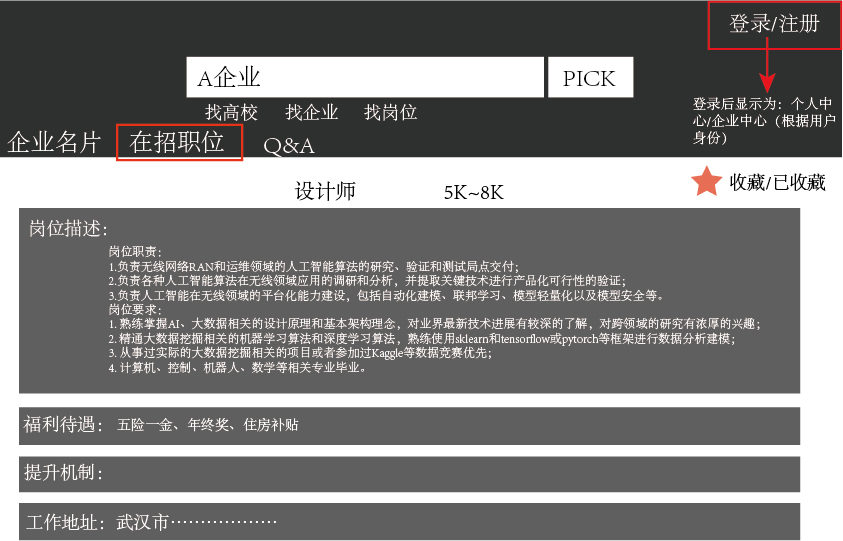 登录/注册
A企业
PICK
找高校 找企业 找岗位
登录后显示为：个人中
心/企业中心（根据用户
身份）
企业名片 在招职位 Q&A
设计师 5K~8K
收藏/已收藏
岗位描述：
岗位职责：
1.负责无线网络RAN和运维领域的人工智能算法的研究、验证和测试局点交付；
2.负责各种人工智能算法在无线领域应用的调研和分析，并提取关键技术进行产品化可行性的验证；
3.负责人工智能在无线领域的平台化能力建设，包括自动化建模、联邦学习、模型轻量化以及模型安全等。
岗位要求：
1. 熟练掌握AI、大数据相关的设计原理和基本架构理念，对业界最新技术进展有较深的了解，对跨领域的研究有浓厚的兴趣；
2. 精通大数据挖掘相关的机器学习算法和深度学习算法，熟练使用sklearn和tensorflow或pytorch等框架进行数据分析建模；
3. 从事过实际的大数据挖掘相关的项目或者参加过Kaggle等数据竞赛优先；
4. 计算机、控制、机器人、数学等相关专业毕业。
福利待遇：五险一金、年终奖、住房补贴
提升机制：
工作地址：武汉市··················